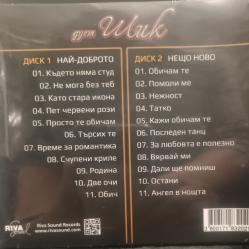 дует Шик
ДИСК 1 НАЙ-ДОБРОТО
01. Където няма студ
02. Не мога без теб
03. Като стара икона
04. Пет червени рози
05. Просто те обичам
06. Търсих те
07. Време за романтика
08. Счупени криле
09. Родина
10. Две очи
11. Обич
ДИСК 2 НЕЩО НОВО
01. Обичам те
02. Помоли ме
03. Нежност
04. Татко
05. Кажи обичам те
06. Последен танц
07. За любовта е полезно
08. Вярвай ми
09. Дали ще помниш
10. Остани
11. Ангел в нощта
RIVA
Riva Sound Records
www.rivasound.com